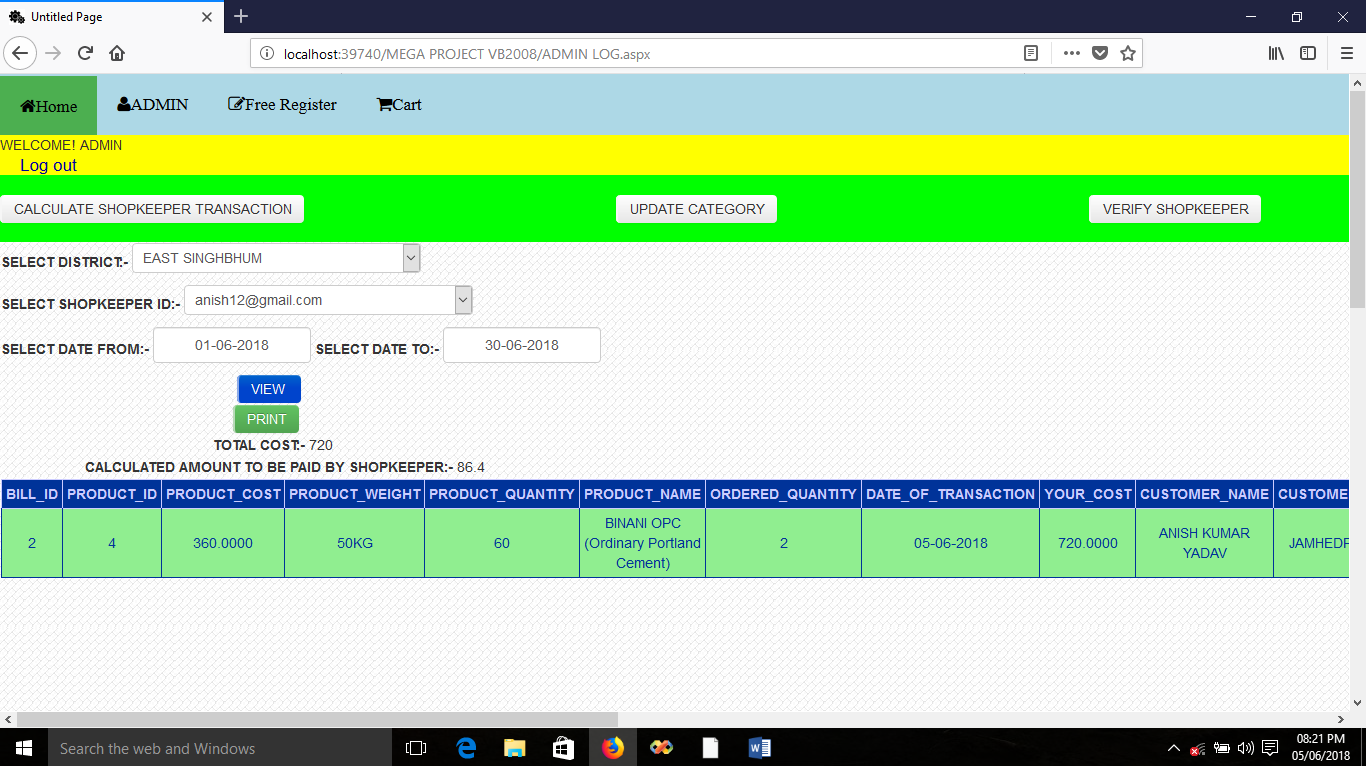 Untitled Page
localhost:39740/MEGA PROJECT VB2008/ADMIN LOG.aspx
Home ADMIN Free Register Cart
WELCOME! ADMIN
Log out
CALCULATE SHOPKEEPER TRANSACTION UPDATE CATEGORY VERIFY SHOPKEEPER
SELECT DISTRICT:- EAST SINGHBHUM
SELECT SHOPKEEPER ID:- anish12@gmail.com
SELECT DATE FROM:- 01-06-2018 SELECT DATE TO:- 30-06-2018
VIEW
PRINT
TOTAL COST:- 720
CALCULATED AMOUNT TO BE PAID BY SHOPKEEPER:- 86.4
BILL_ID PRODUCT_ID PRODUCT_COST PRODUCT_WEIGHT PRODUCT_QUANTITY PRODUCT_NAME ORDERED_QUANTITY DATE_OF_TRANSACTION YOUR_COST CUSTOMER_NAME CUSTOME
2 4 360.0000 50KG 60 BINANI OPC (Ordinary Portland Cement) 2 05-06-2018 720.0000 ANISH KUMAR YADAV JAMHEDP
Search the web and Windows
08:21 PM
05/06/2018